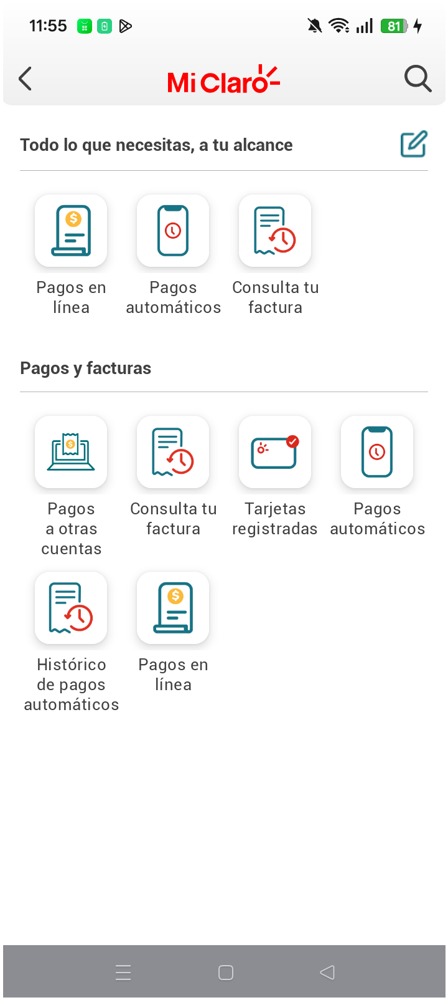 11:55
81
Mi Claro
Todo lo que necesitas, a tu alcance
Pagos en
línea
Pagos
automáticos
Consulta tu
factura
Pagos y facturas
Pagos
a otras
cuentas
Consulta tu
factura
Tarjetas
registradas
Pagos
automáticos
Histórico
de pagos
automáticos
Pagos en
línea